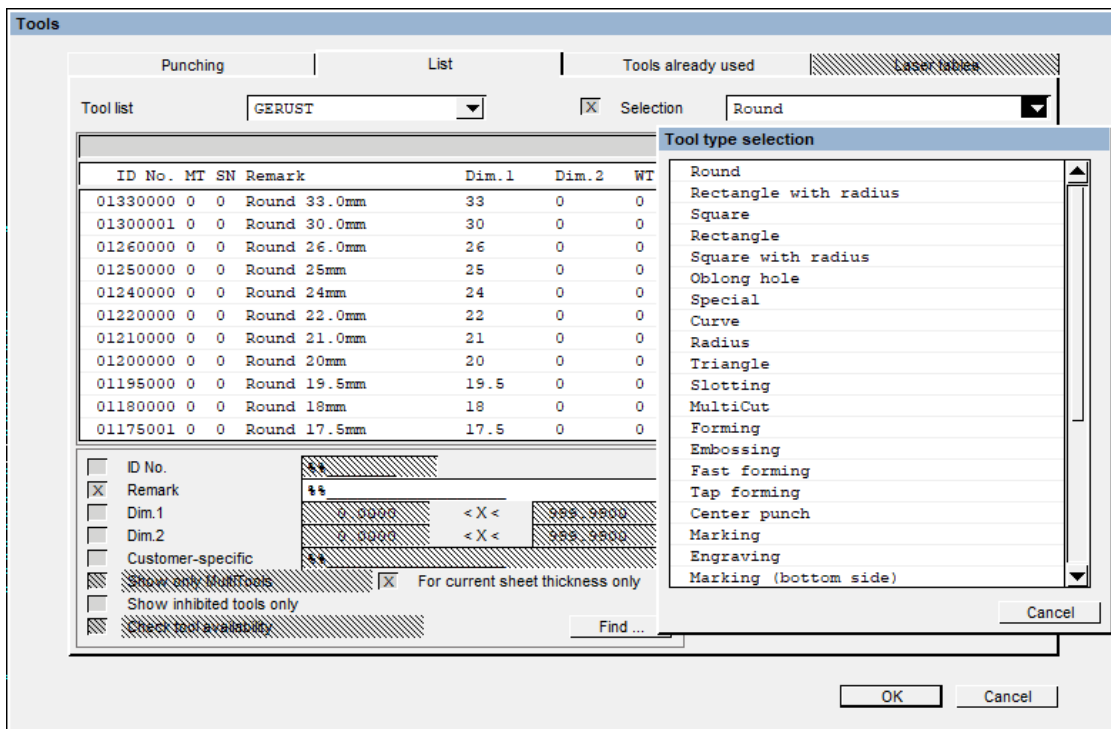 Tools
Punching List Tools already used Laser tables
Tool list GERUST X Selection Round
Tool type selection
ID No. MT SN Remark Dim.1 Dim.2 WT
01330000 0 0 Round 33.0mm 33 0 0
01300001 0 0 Round 30.0mm 30 0 0
01260000 0 0 Round 26.0mm 26 0 0
01250000 0 0 Round 25mm 25 0 0
01240000 0 0 Round 24mm 24 0 0
01220000 0 0 Round 22.0mm 22 0 0
01210000 0 0 Round 21.0mm 21 0 0
01200000 0 0 Round 20mm 20 0 0
01195000 0 0 Round 19.5mm 19.5 0 0
01180000 0 0 Round 18mm 18 0 0
01175001 0 0 Round 17.5mm 17.5 0 0
Round
Rectangle with radius
Square
Rectangle
Square with radius
Oblong hole
Special
Curve
Radius
Triangle
Slotting
MultiCut
Forming
Embossing
Fast forming
Tap forming
Center punch
Marking
Engraving
Marking (bottom side)
Cancel
ID No. %%_________
X Remark %%____________________
Dim.1 0.0000 < X < 999.9900
Dim.2 0.0000 < X < 999.9900
Customer-specific %%____________________
Show only MultiTools X For current sheet thickness only
Show inhibited tools only
Check tool availability Find ...
OK Cancel